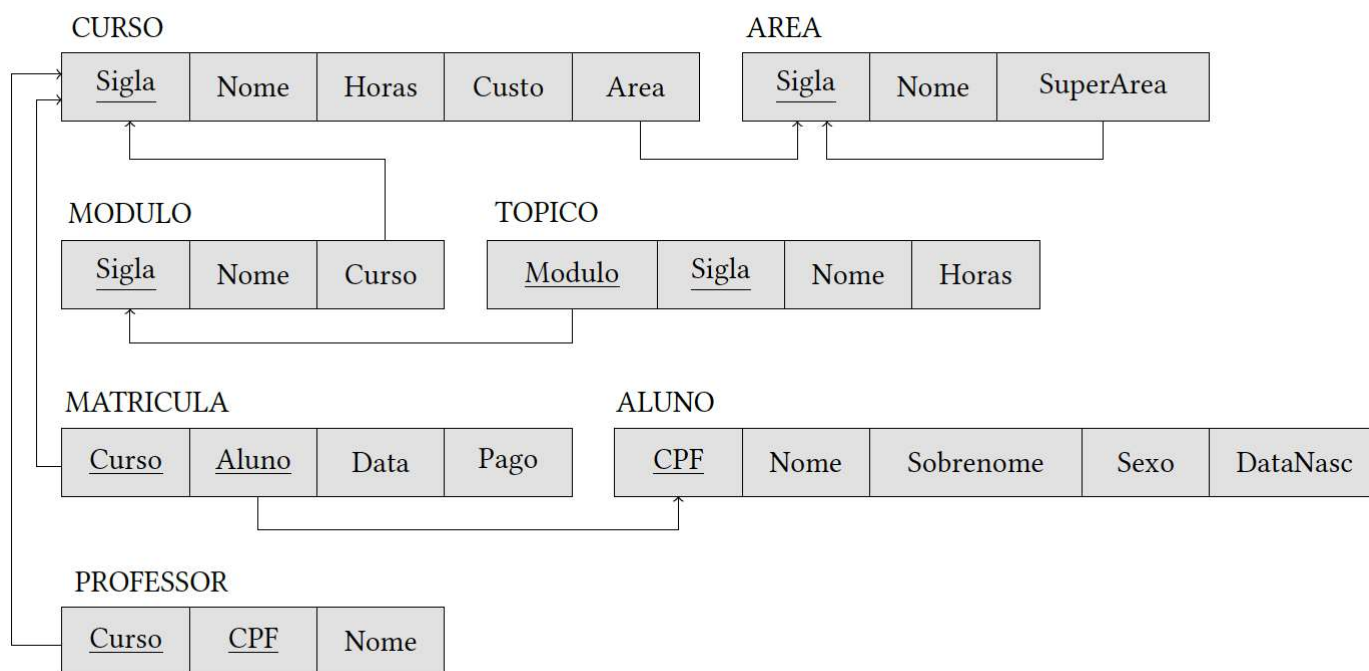 CURSO AREA
Sigla Nome Horas Custo Area Sigla Nome SuperArea
MODULO TOPICO
Sigla Nome Curso Modulo Sigla Nome Horas
MATRICULA ALUNO
Curso Aluno Data Pago CPF Nome Sobrenome Sexo DataNasc
PROFESSOR
Curso CPF Nome